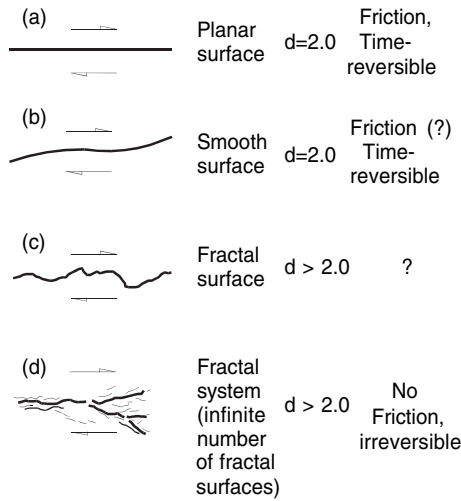 (a)
Planar
surface
d=2.0
Friction,
Time-
reversible
(b)
Smooth
surface
d=2.0
Friction (?)
Time-
reversible
(c)
Fractal
surface
d > 2.0
?
(d)
Fractal
system
(infinite
number
of fractal
surfaces)
d > 2.0
No
Friction,
irreversible